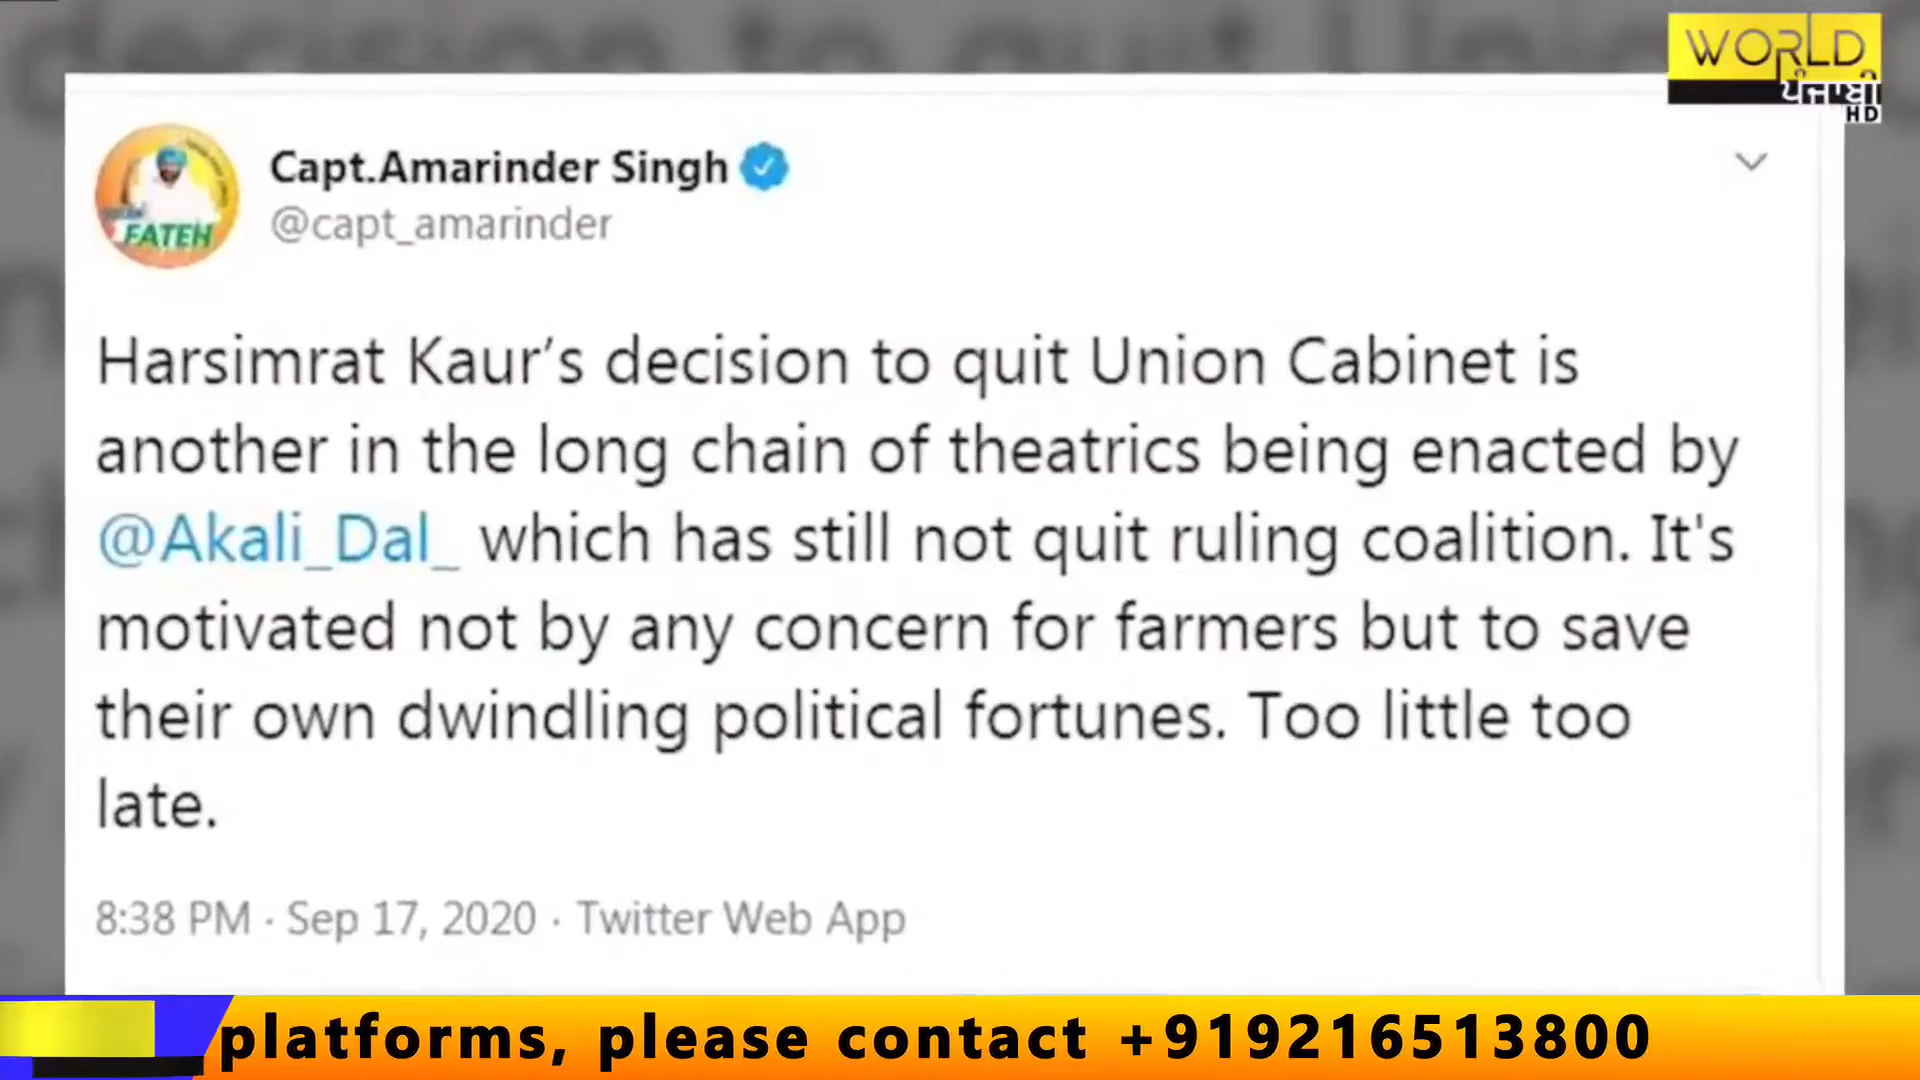 WORLD
ਪੰਜਾਬੀ
HD
Capt.Amarinder Singh
@capt_amarinder
FATEH
Harsimrat Kaur’s decision to quit Union Cabinet is
another in the long chain of theatrics being enacted by
@Akali_Dal_ which has still not quit ruling coalition. It's
motivated not by any concern for farmers but to save
their own dwindling political fortunes. Too little too
late.
8:38 PM · Sep 17, 2020 · Twitter Web App
platforms, please contact +919216513800